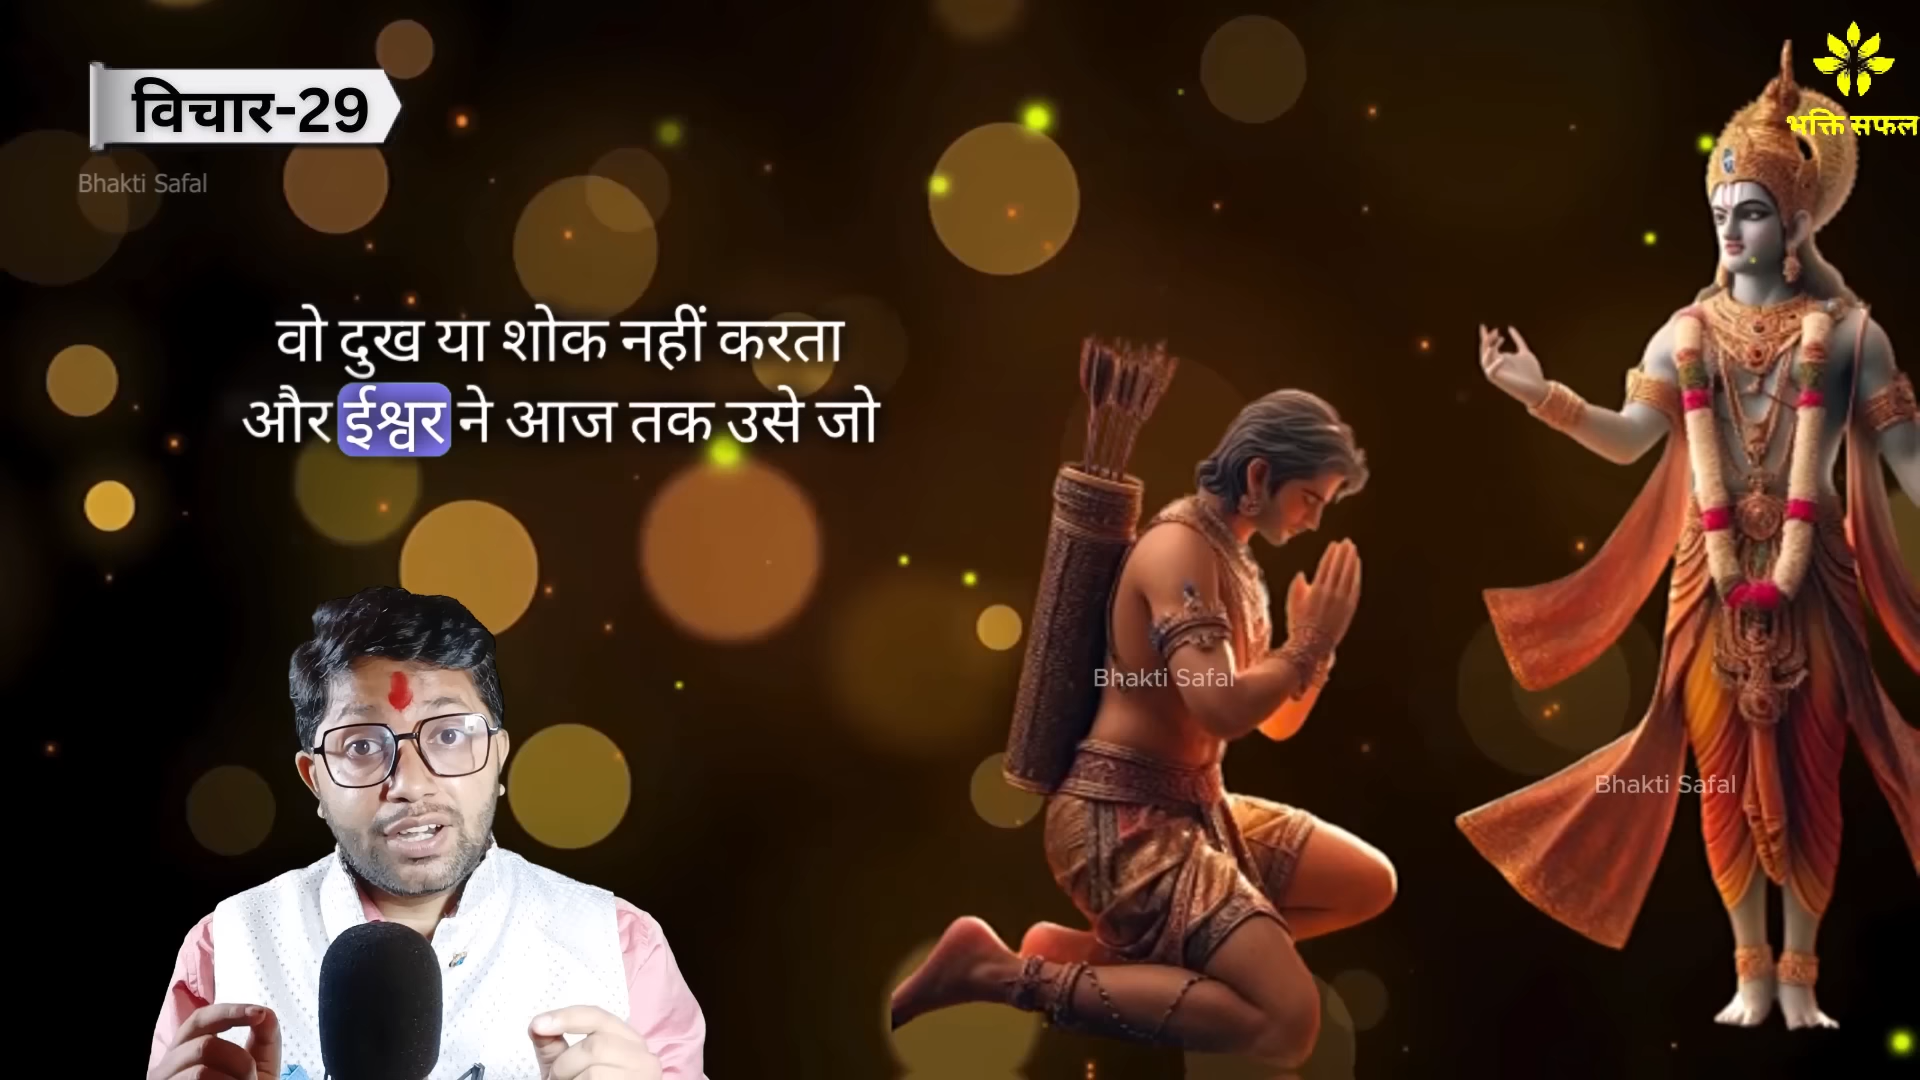 विचार-29
Bhakti Safal
भक्ति सफल
वो दुख या शोक नहीं करता
और ईश्वर ने आज तक उसे जो
Bhakti Safal
Bhakti Safal